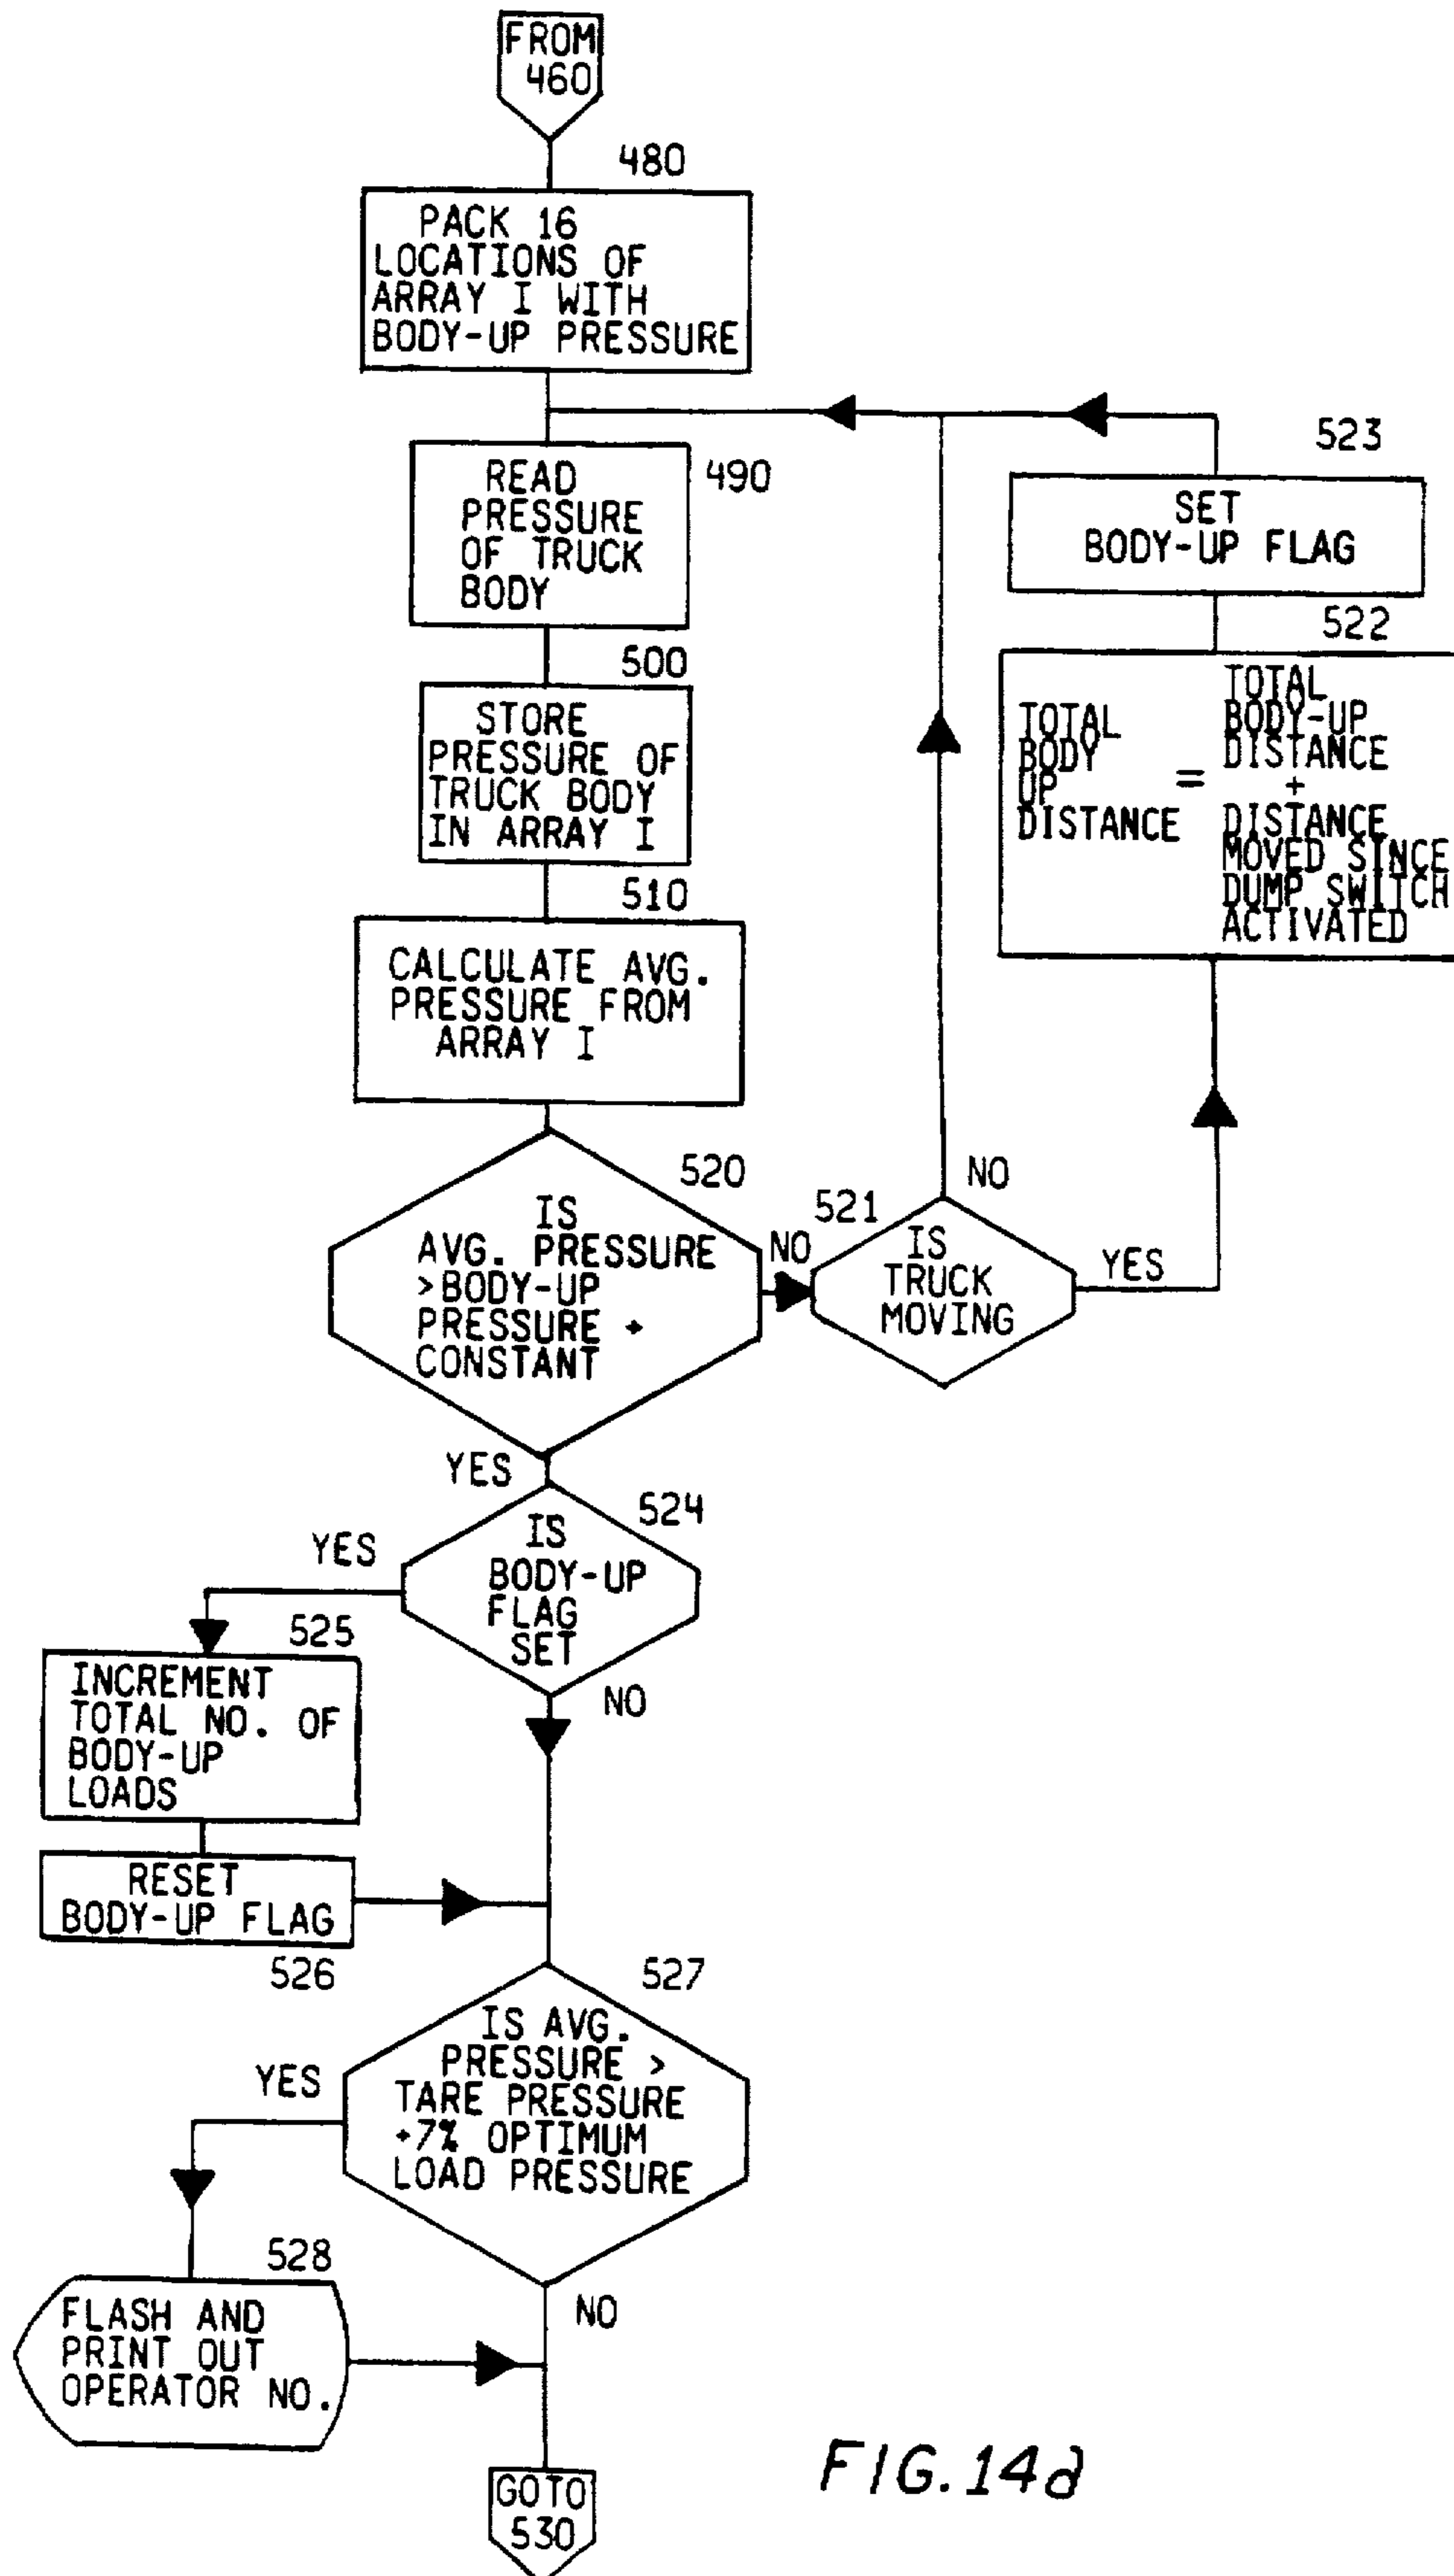 FROM
460
480
PACK 16
LOCATIONS OF
ARRAY I WITH
BODY-UP PRESSURE
READ
PRESSURE
OF TRUCK
BODY
490
500
STORE
PRESSURE OF
TRUCK BODY
IN ARRAY I
510
CALCULATE AVG.
PRESSURE FROM
ARRAY I
520
IS
AVG. PRESSURE
>BODY-UP
PRESSURE +
CONSTANT
NO
521
IS
TRUCK
MOVING
NO
YES
522
TOTAL
BODY
UP
DISTANCE
=
TOTAL
BODY-UP
DISTANCE
+
DISTANCE
MOVED SINCE
DUMP SWITCH
ACTIVATED
523
SET
BODY-UP FLAG
YES
524
IS
BODY-UP
FLAG
SET
YES
NO
525
INCREMENT
TOTAL NO. OF
BODY-UP
LOADS
RESET
BODY-UP FLAG
526
527
IS AVG.
PRESSURE >
TARE PRESSURE
+7% OPTIMUM
LOAD PRESSURE
YES
NO
528
FLASH AND
PRINT OUT
OPERATOR NO.
GOTO
530
FIG. 14d